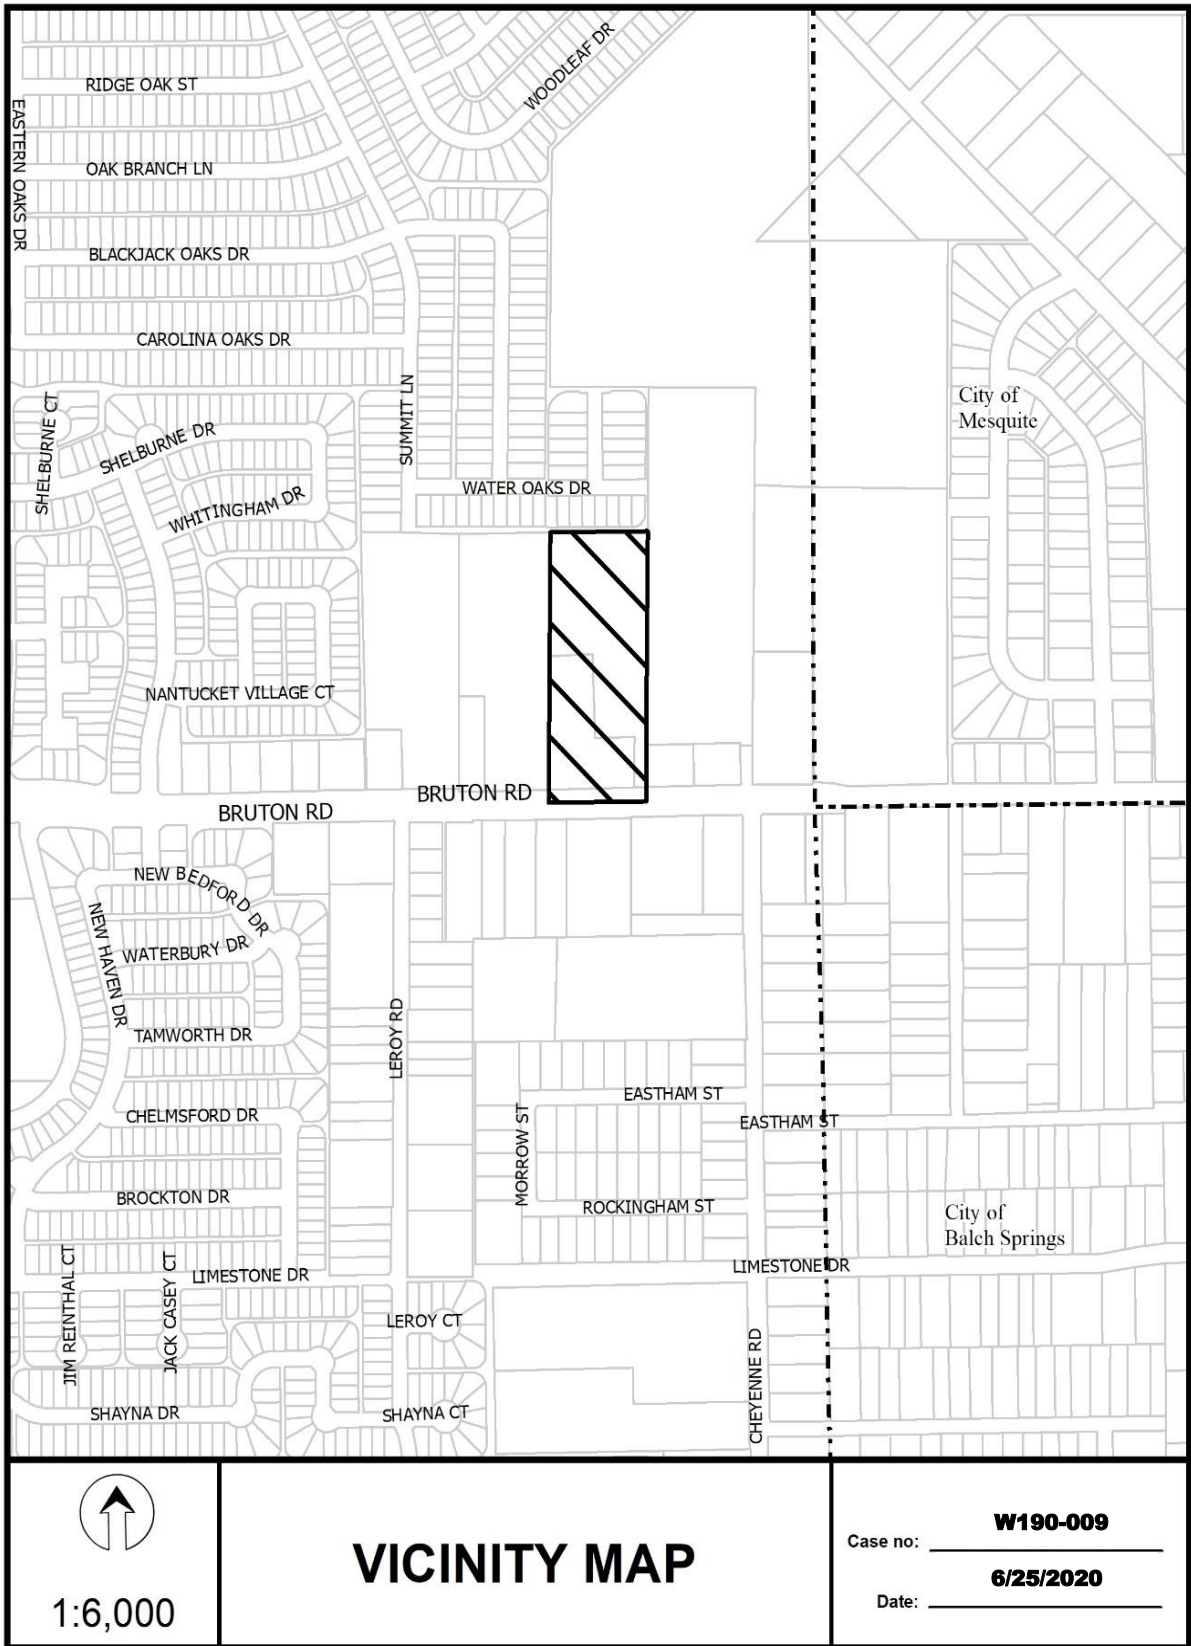 WOODLEAF DR
RIDGE OAK ST
EASTERN OAKS DR
OAK BRANCH LN
BLACKJACK OAKS DR
CAROLINA OAKS DR
SHELBURNE CT
SUMMIT LN
City of
Mesquite
SHELBURNE DR
WATER OAKS DR
WHITINGHAM DR
NANTUCKET VILLAGE CT
BRUTON RD
BRUTON RD
NEW BEDFORD DR
NEW HAVEN DR
WATERBURY DR
LEROY RD
TAMWORTH DR
EASTHAM ST
CHELMSFORD DR
MORROW ST
EASTHAM ST
BROCKTON DR
ROCKINGHAM ST
City of
Balch Springs
LIMESTONE DR
LIMESTONE DR
JIM REINTHAL CT
JACK CASEY CT
LEROY CT
CHEYENNE RD
SHAYNA DR
SHAYNA CT
1:6,000
VICINITY MAP
Case no: W190-009
Date: 6/25/2020